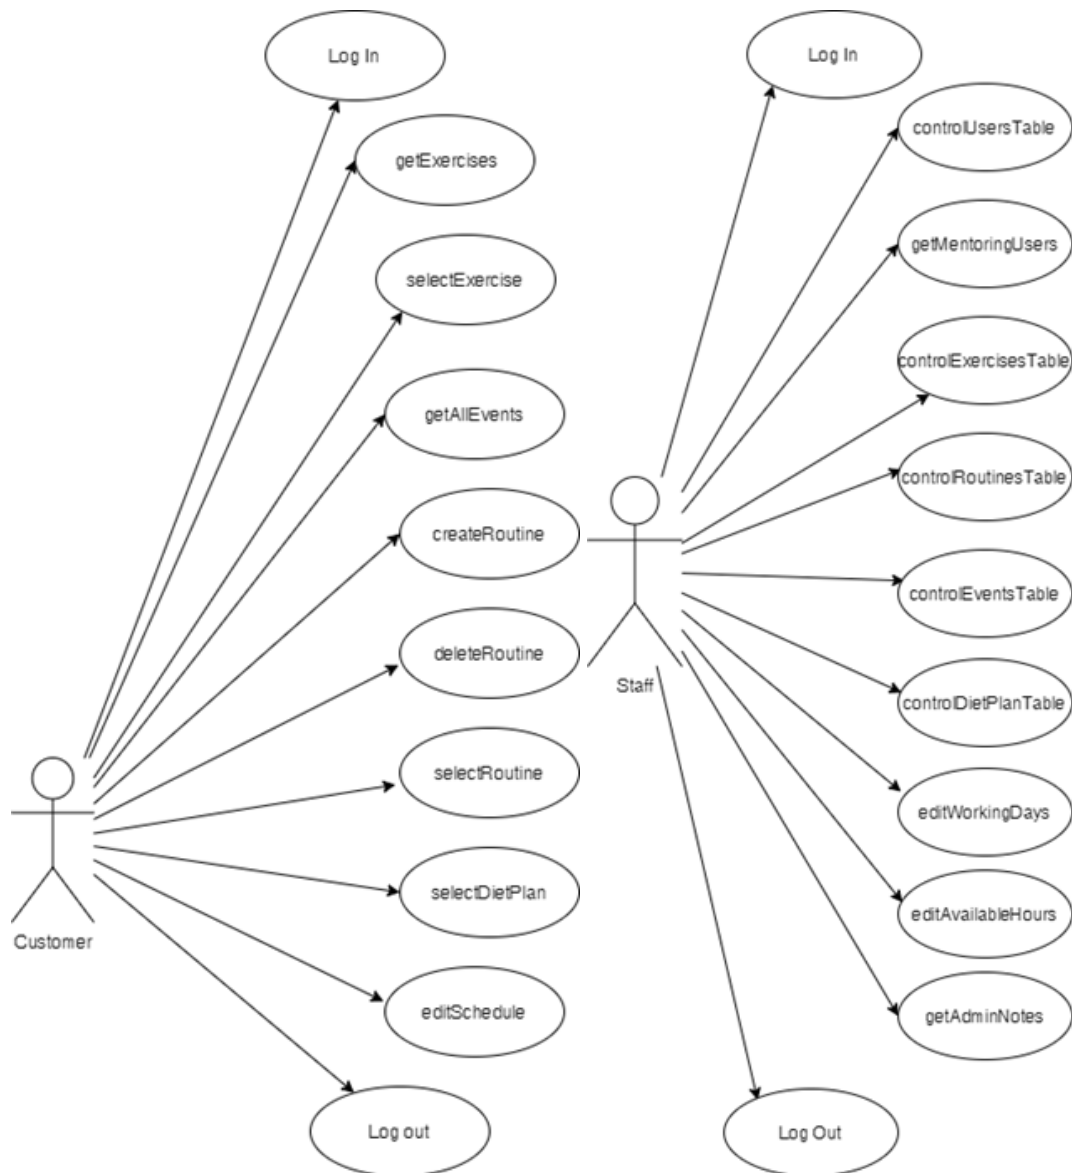 Log In
getExercises
selectExercise
getAllEvents
createRoutine
deleteRoutine
selectRoutine
selectDietPlan
editSchedule
Log out
Customer
Log In
controlUsersTable
getMentoringUsers
controlExercisesTable
controlRoutinesTable
controlEventsTable
controlDietPlanTable
editWorkingDays
editAvailableHours
getAdminNotes
Log Out
Staff